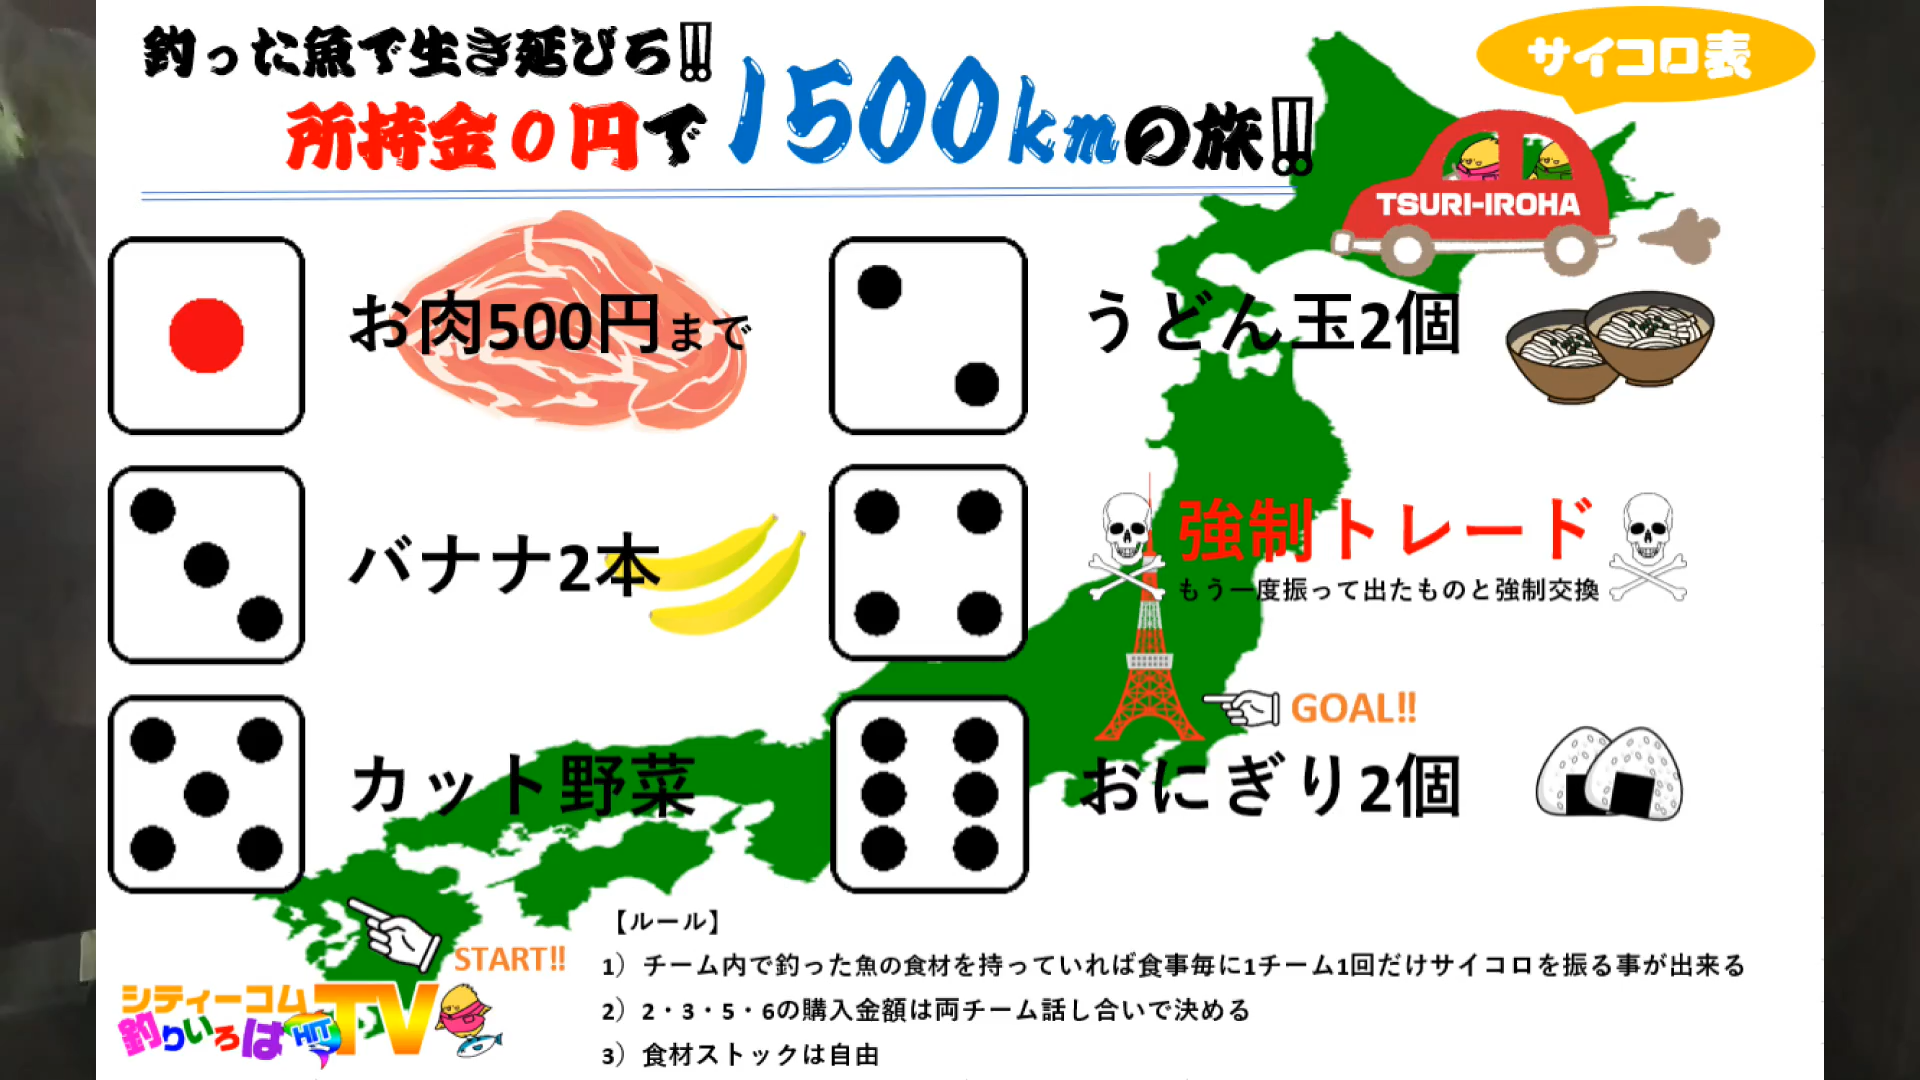 釣った魚で生き延びろ!!
所持金0円で1500kmの旅!!
サイコロ表
TSURI-IROHA
お肉500円まで
うどん玉2個
バナナ2本
強制トレード
もう一度振って出たものと強制交換
カット野菜
GOAL!!
おにぎり2個
START!!
【ルール】
1）チーム内で釣った魚の食材を持っていれば食事毎に1チーム1回だけサイコロを振る事が出来る
2）2・3・5・6の購入金額は両チーム話し合いで決める
3）食材ストックは自由
シティーコムTV
釣りいろはHIT